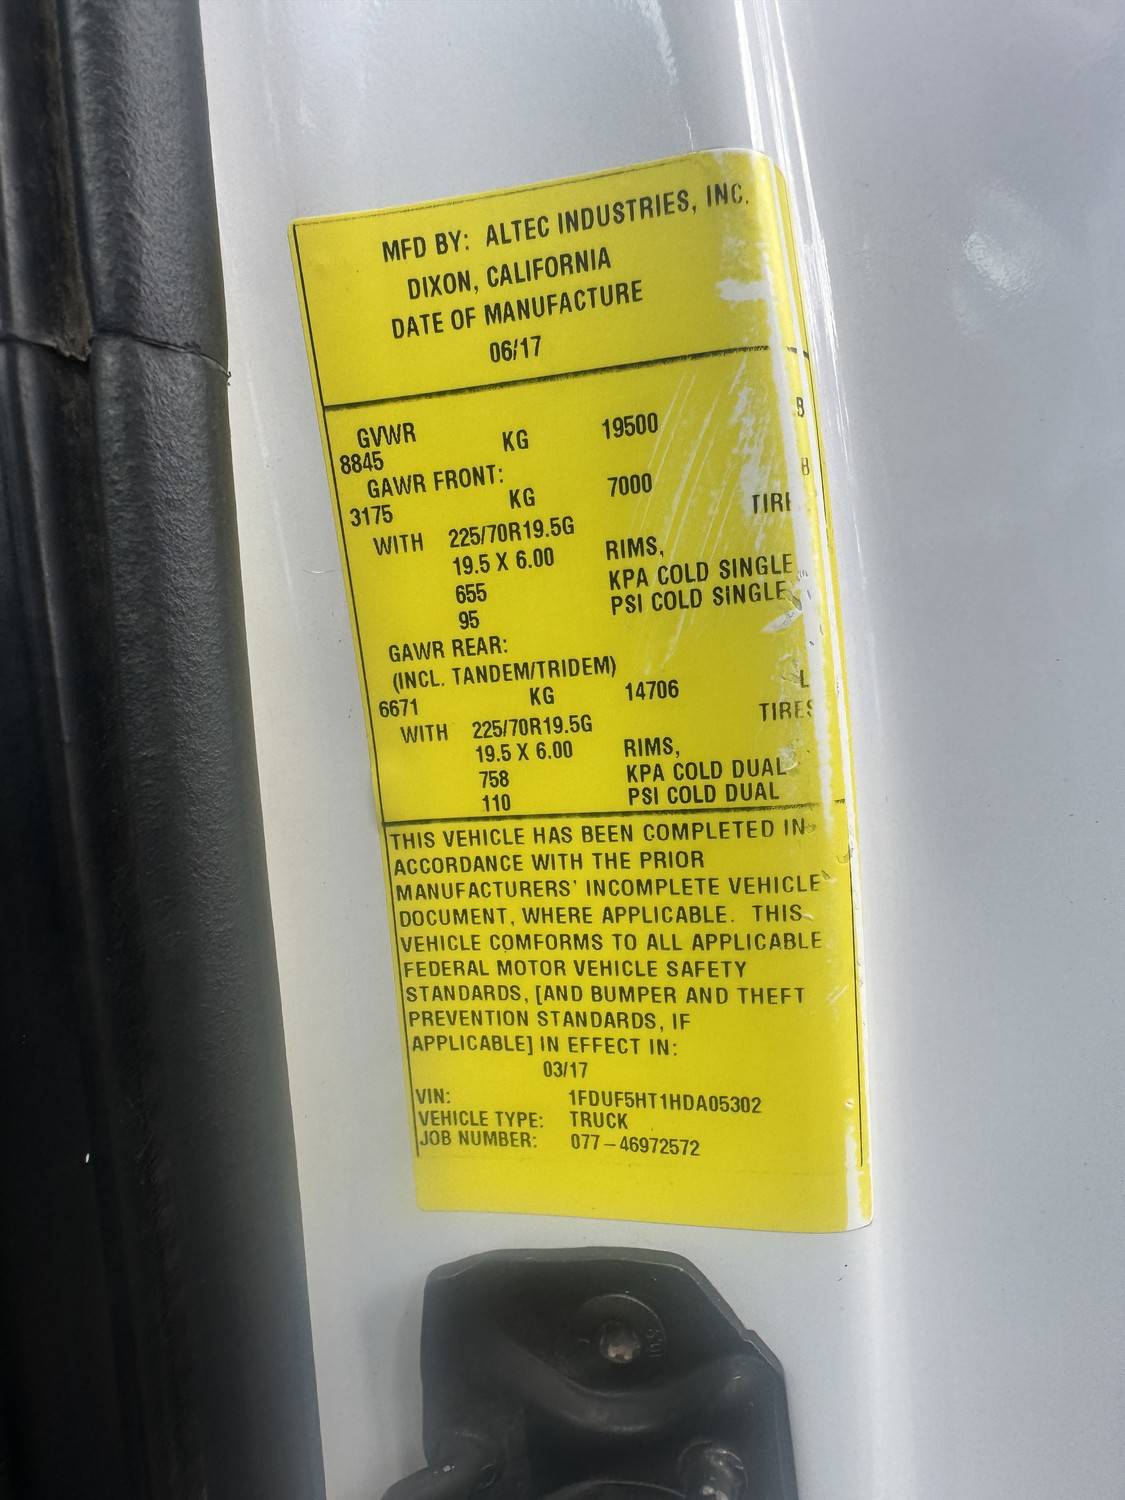 MFD BY: ALTEC INDUSTRIES, INC.
DIXON, CALIFORNIA
DATE OF MANUFACTURE
06/17
GVWR
8845 KG 19500 B
GAWR FRONT:
3175 KG 7000 B
WITH 225/70R19.5G TIRE
19.5 X 6.00 RIMS,
655 KPA COLD SINGLE
95 PSI COLD SINGLE
GAWR REAR:
(INCL. TANDEM/TRIDEM)
6671 KG 14706 L
WITH 225/70R19.5G TIRES
19.5 X 6.00 RIMS,
758 KPA COLD DUAL
110 PSI COLD DUAL
THIS VEHICLE HAS BEEN COMPLETED IN
ACCORDANCE WITH THE PRIOR
MANUFACTURERS' INCOMPLETE VEHICLE
DOCUMENT, WHERE APPLICABLE. THIS
VEHICLE COMFORMS TO ALL APPLICABLE
FEDERAL MOTOR VEHICLE SAFETY
STANDARDS, [AND BUMPER AND THEFT
PREVENTION STANDARDS, IF
APPLICABLE] IN EFFECT IN:
03/17
VIN: 1FDUF5HT1HDA05302
VEHICLE TYPE: TRUCK
JOB NUMBER: 077-46972572